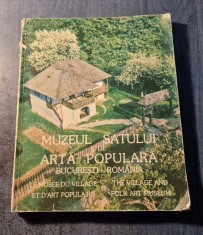 MUZEUL SATULUI
ȘI DE
ARTĂ POPULARĂ
BUCUREȘTI - ROMÂNIA
LE MUSÉE DU VILLAGE
ET D'ART POPULAIRE
THE VILLAGE AND
FOLK ART MUSEUM